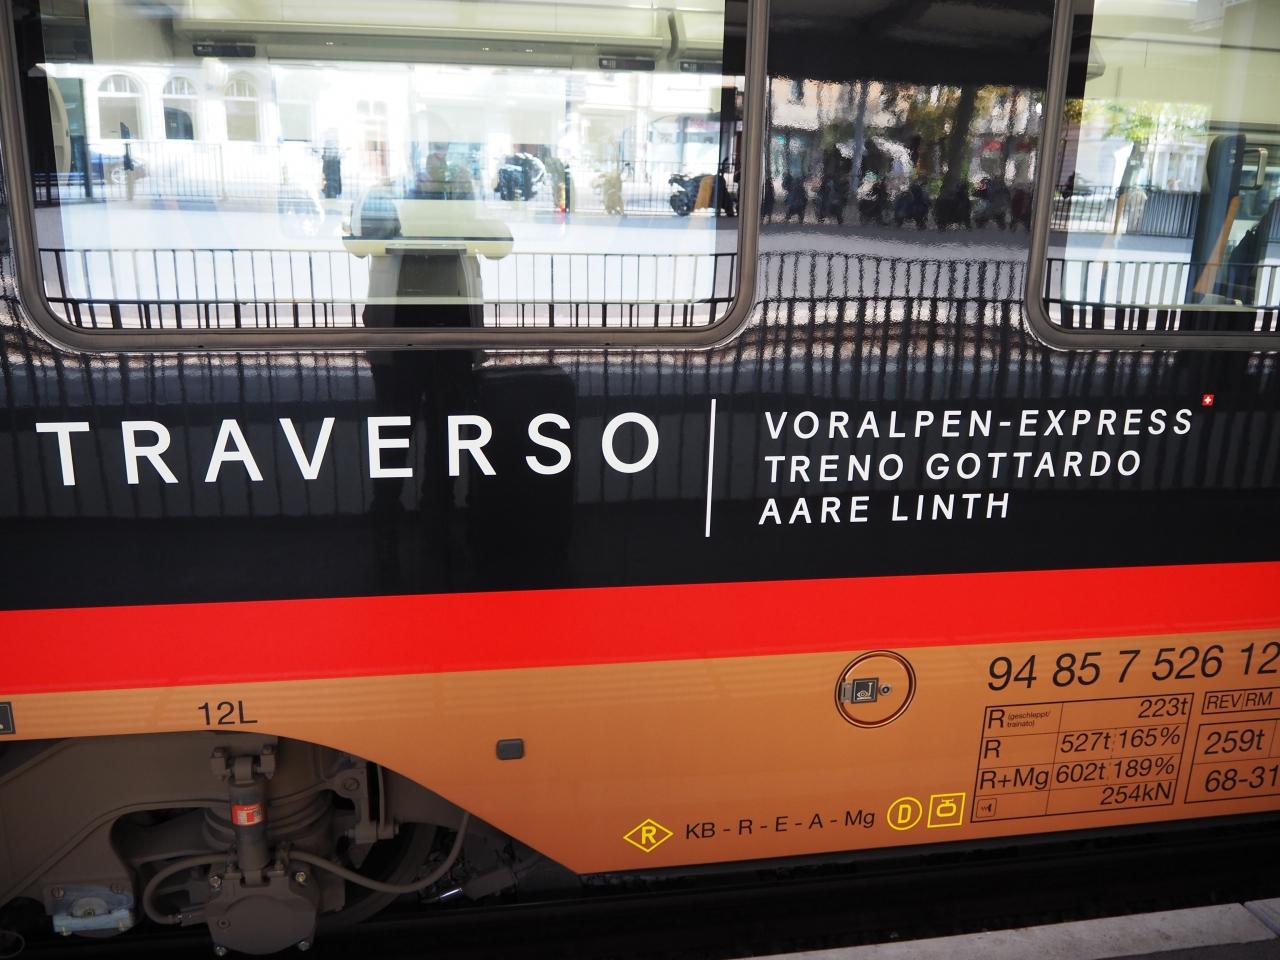 TRAVERSO
VORALPEN-EXPRESS
TRENO GOTTARDO
AARE LINTH
12L
94 85 7 526 12
R (geschleppt/trainato) 223t
R 527t 165%
R+Mg 602t 189%
254kN
REV RM
259t
68-31
R
KB - R - E - A - Mg
D